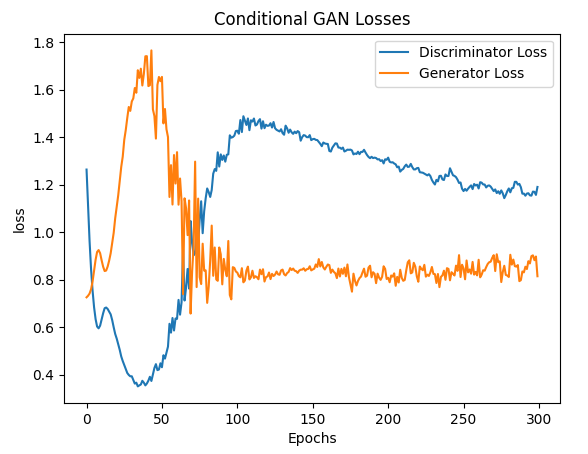 Conditional GAN Losses
Discriminator Loss
Generator Loss
loss
1.8
1.6
1.4
1.2
1.0
0.8
0.6
0.4
0 50 100 150 200 250 300
Epochs